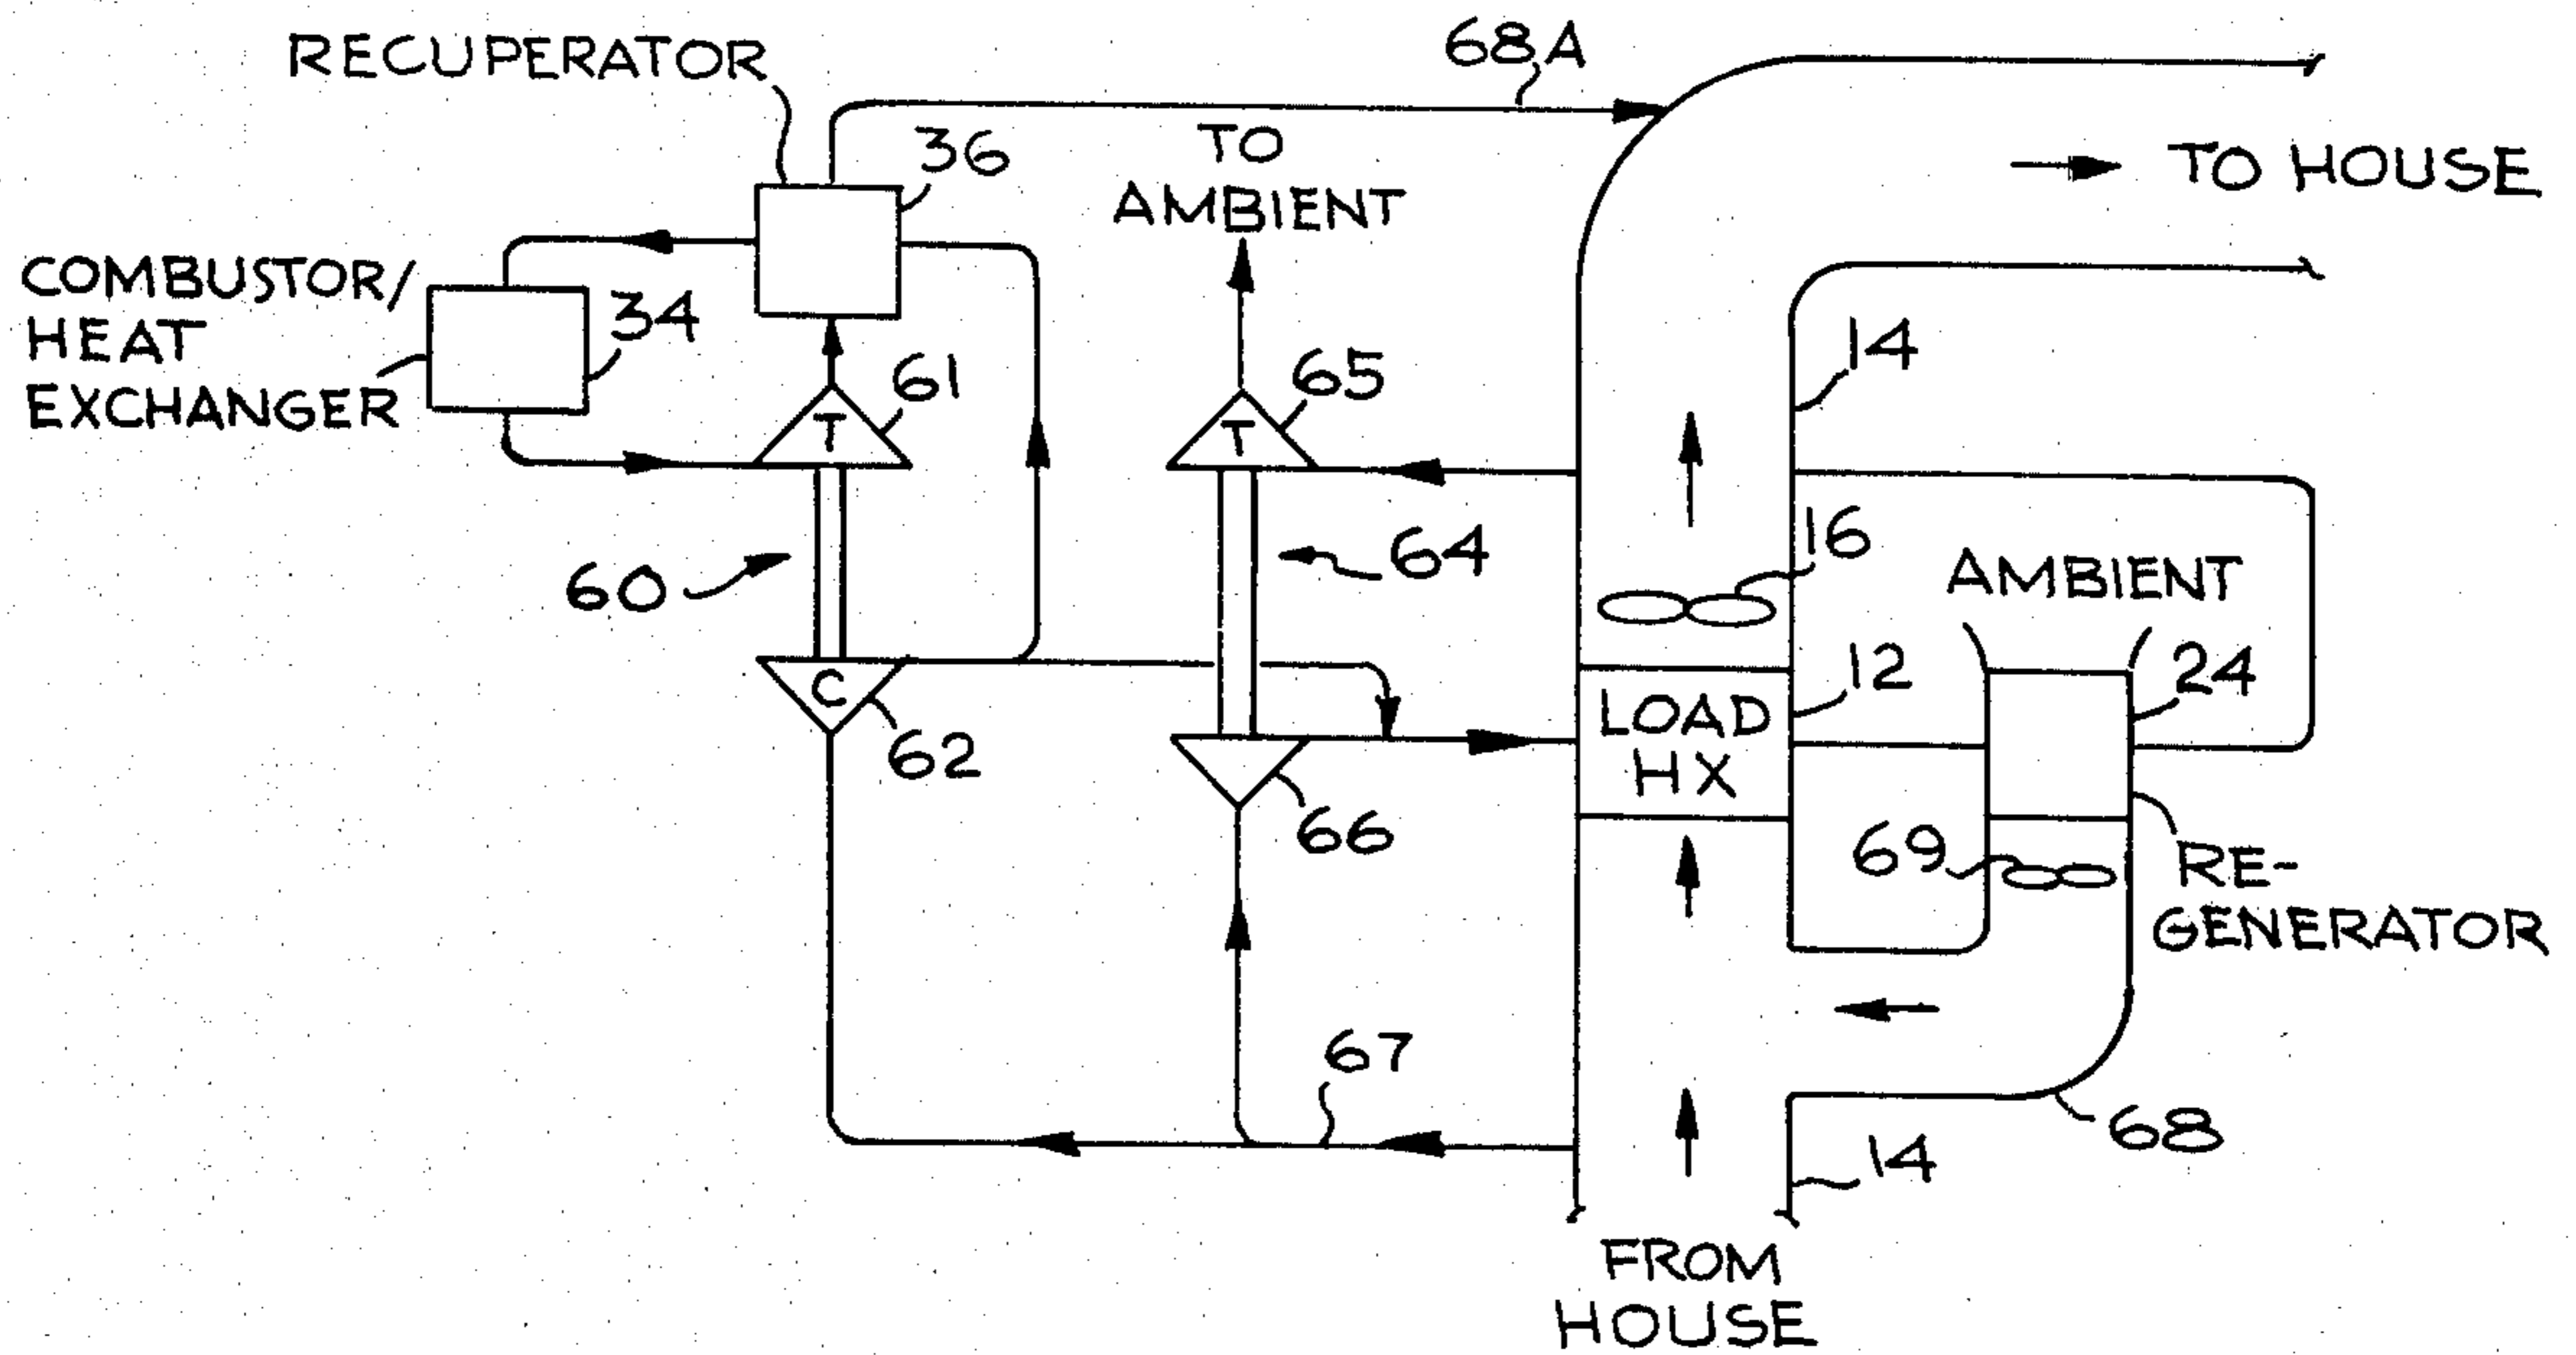 RECUPERATOR
68A
36
TO
AMBIENT
TO HOUSE
COMBUSTOR/
HEAT
EXCHANGER
34
61
T
65
T
14
60
64
16
AMBIENT
C
62
66
LOAD
HX
12
24
69
RE-
GENERATOR
67
68
14
FROM
HOUSE